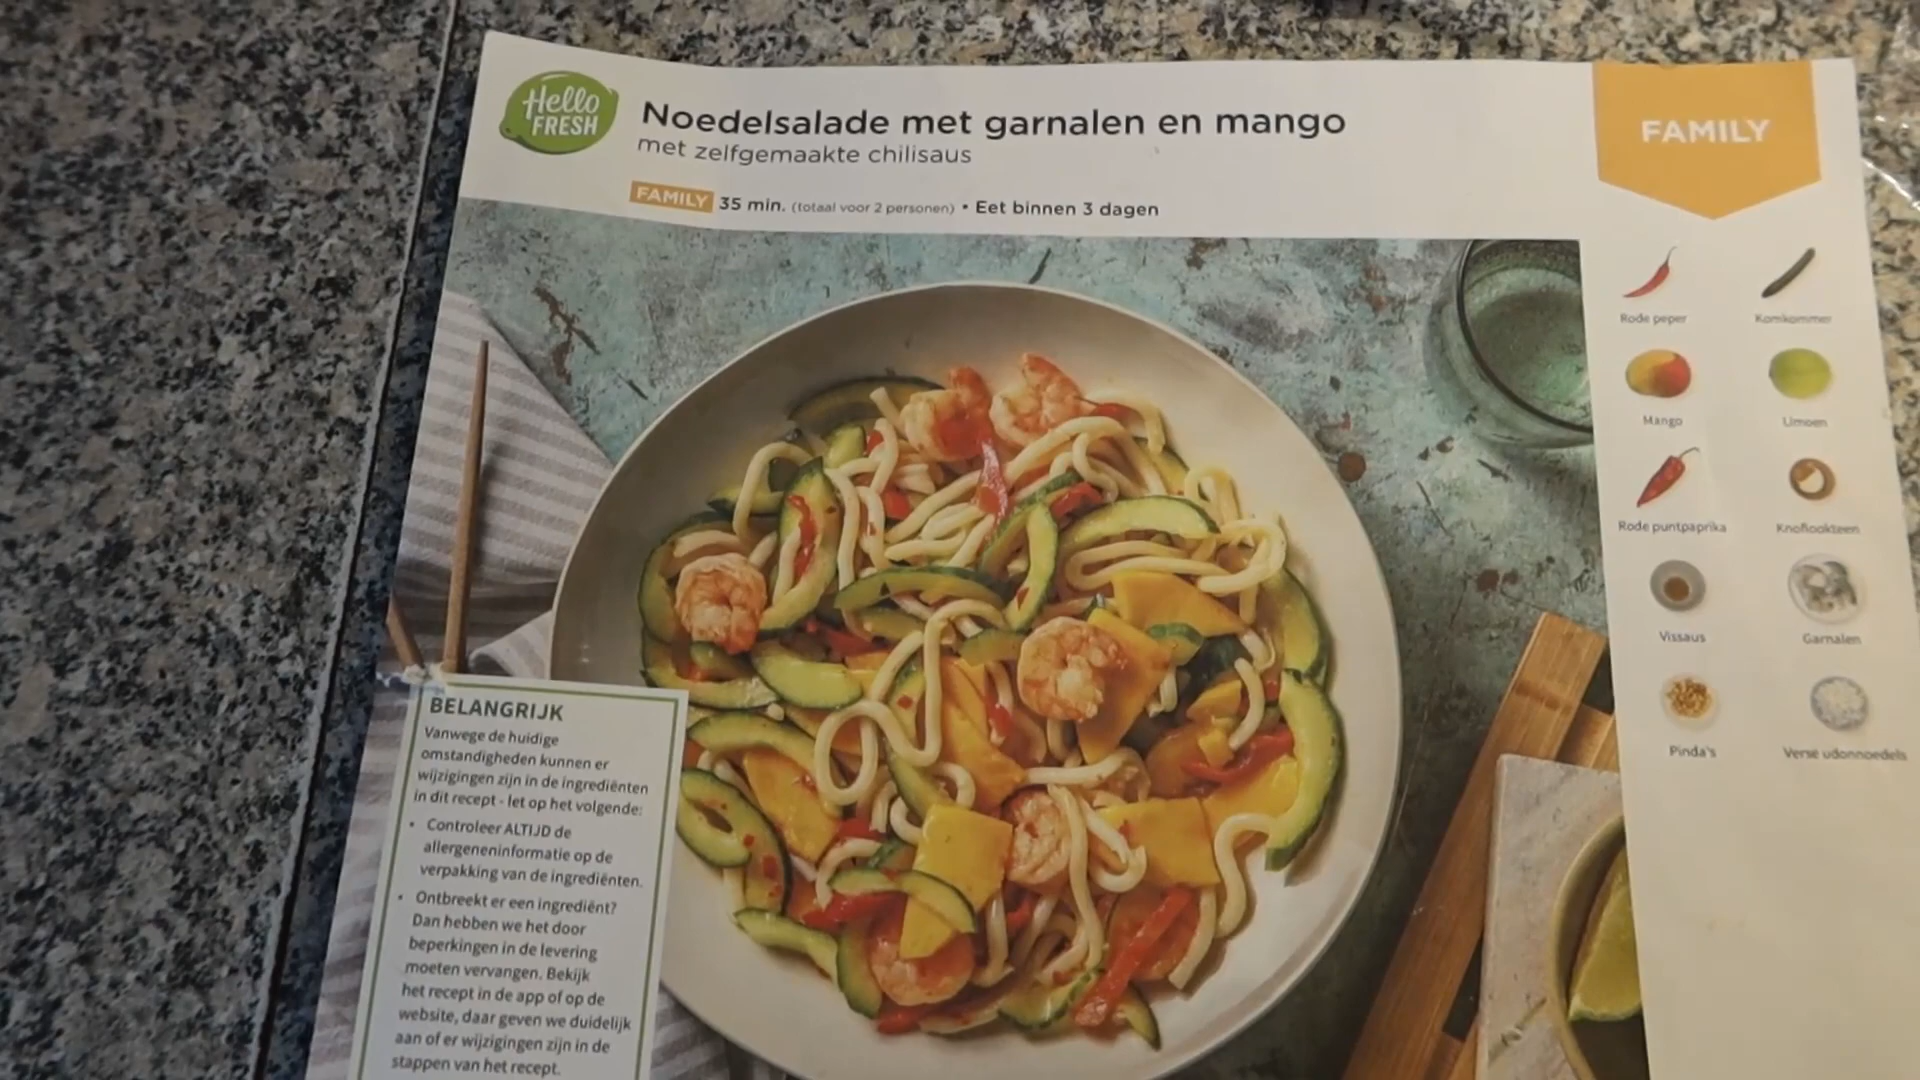 Hello
FRESH
Noedelsalade met garnalen en mango
met zelfgemaakte chilisaus
FAMILY 35 min. (totaal voor 2 personen) • Eet binnen 3 dagen
FAMILY
Rode peper
Komkommer
Mango
Limoen
Rode puntpaprika
Knoflookteen
Vissaus
Garnalen
Pinda's
Verse udonnoedels
BELANGRIJK
Vanwege de huidige
omstandigheden kunnen er
wijzigingen zijn in de ingrediënten
in dit recept - let op het volgende:
• Controleer ALTIJD de
allergeneninformatie op de
verpakking van de ingrediënten.
• Ontbreekt er een ingrediënt?
Dan hebben we het door
beperkingen in de levering
moeten vervangen. Bekijk
het recept in de app of op de
website, daar geven we duidelijk
aan of er wijzigingen zijn in de
stappen van het recept.